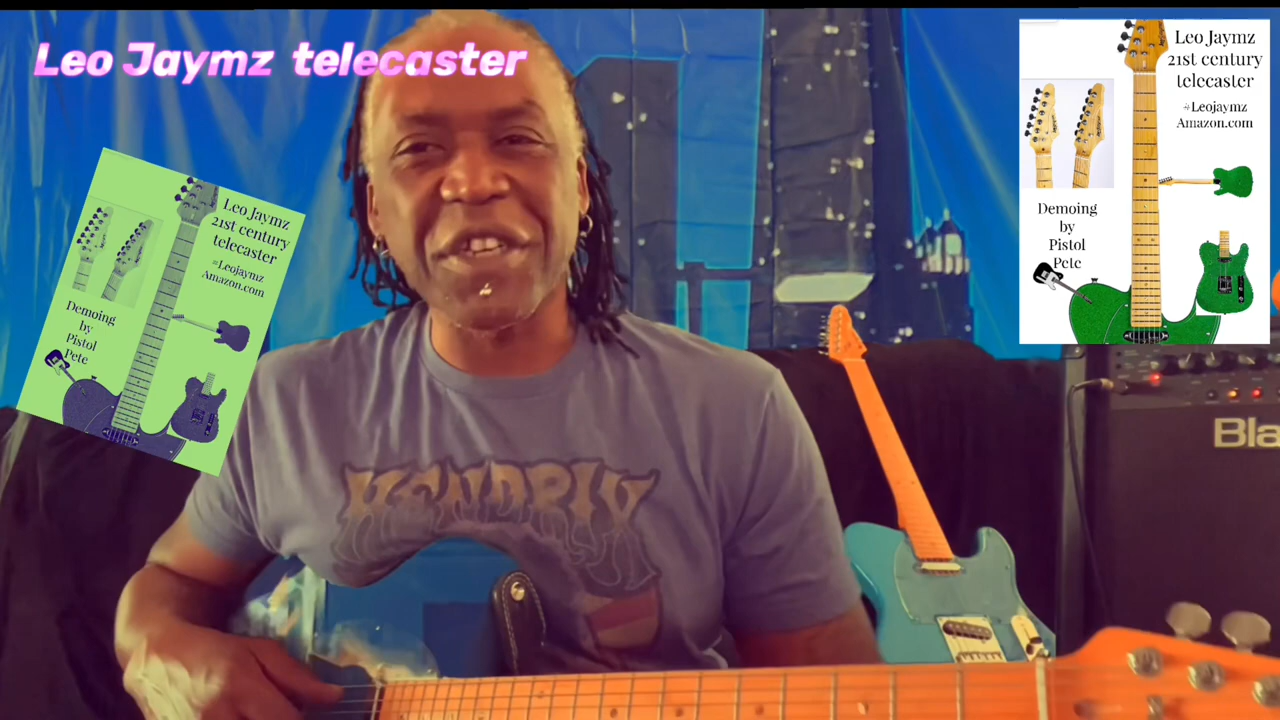 Leo Jaymz telecaster
Leo Jaymz
21st century
telecaster
#Leojaymz
Amazon.com
Demoing
by
Pistol
Pete
Leo Jaymz
21st century
telecaster
#Leojaymz
Amazon.com
Demoing
by
Pistol
Pete
HENDRIX
Bla